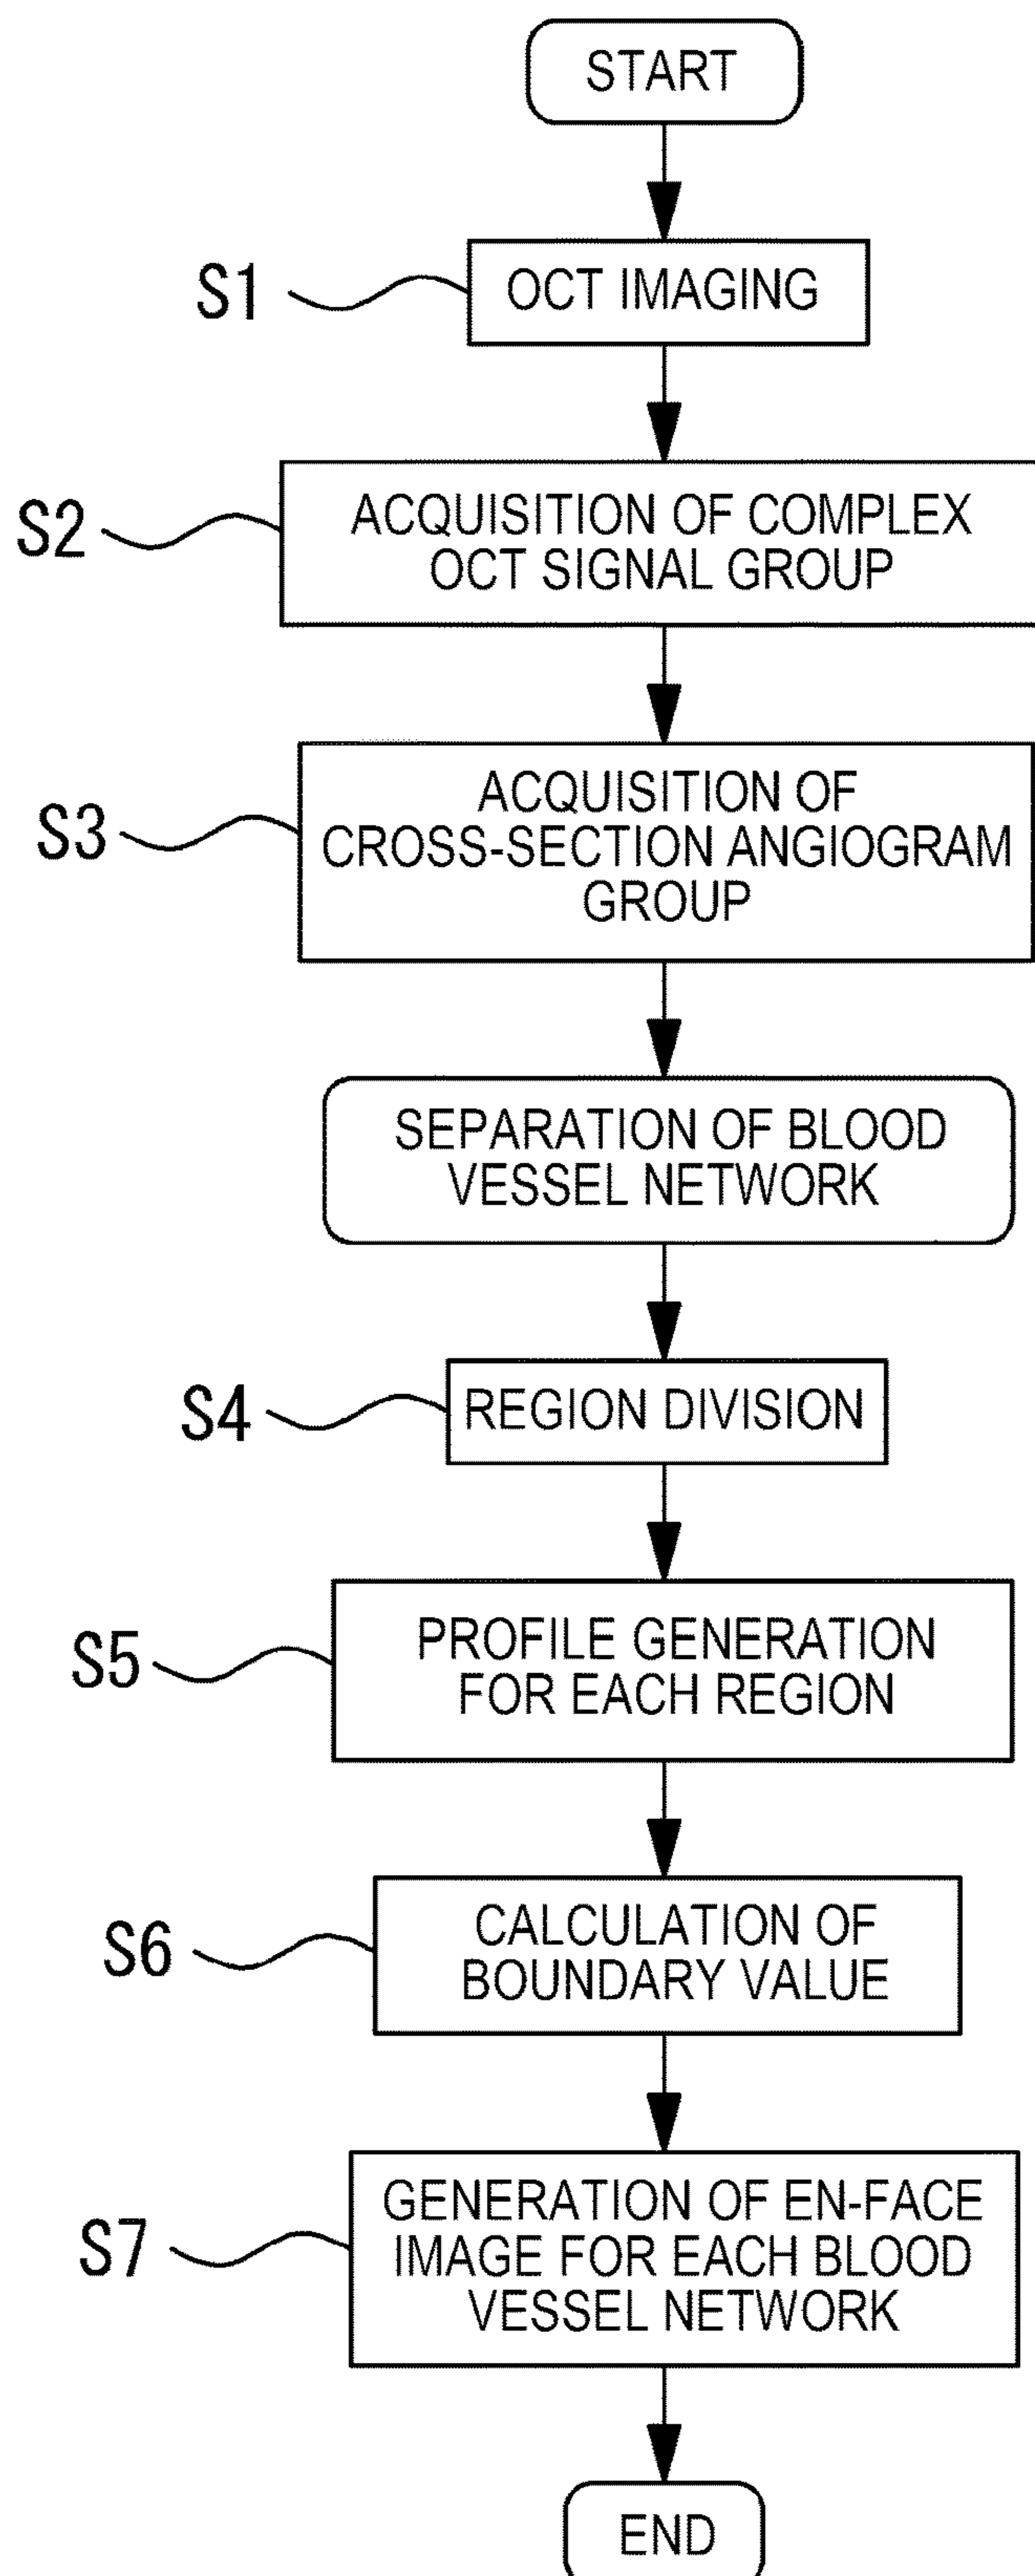 START
S1
OCT IMAGING
S2
ACQUISITION OF COMPLEX
OCT SIGNAL GROUP
S3
ACQUISITION OF
CROSS-SECTION ANGIOGRAM
GROUP
SEPARATION OF BLOOD
VESSEL NETWORK
S4
REGION DIVISION
S5
PROFILE GENERATION
FOR EACH REGION
S6
CALCULATION OF
BOUNDARY VALUE
S7
GENERATION OF EN-FACE
IMAGE FOR EACH BLOOD
VESSEL NETWORK
END